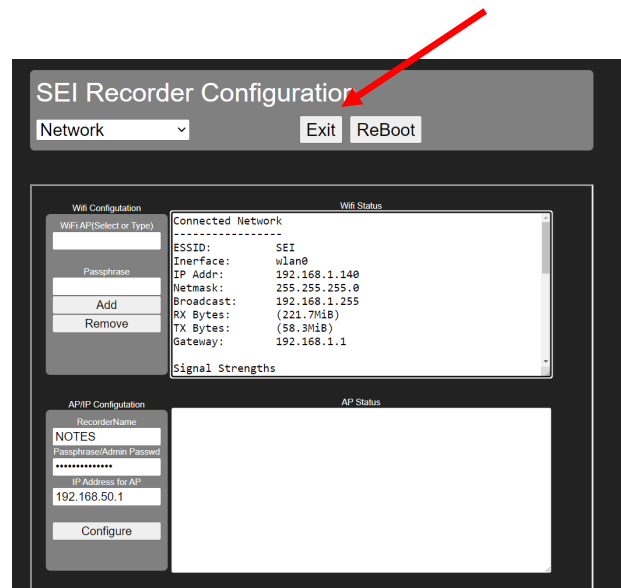 SEI Recorder Configuration
Network
Exit ReBoot
Wifi Configutation
WiFi AP(Select or Type)
Passphrase
Add
Remove
Wifi Status
Connected Network
-----------------
ESSID: SEI
Inerface: wlan0
IP Addr: 192.168.1.140
Netmask: 255.255.255.0
Broadcast: 192.168.1.255
RX Bytes: (221.7MiB)
TX Bytes: (58.3MiB)
Gateway: 192.168.1.1
Signal Strengths
AP/IP Configutation
RecorderName
NOTES
Passphrase/Admin Passwd
••••••••••••••
IP Address for AP
192.168.50.1
Configure
AP Status